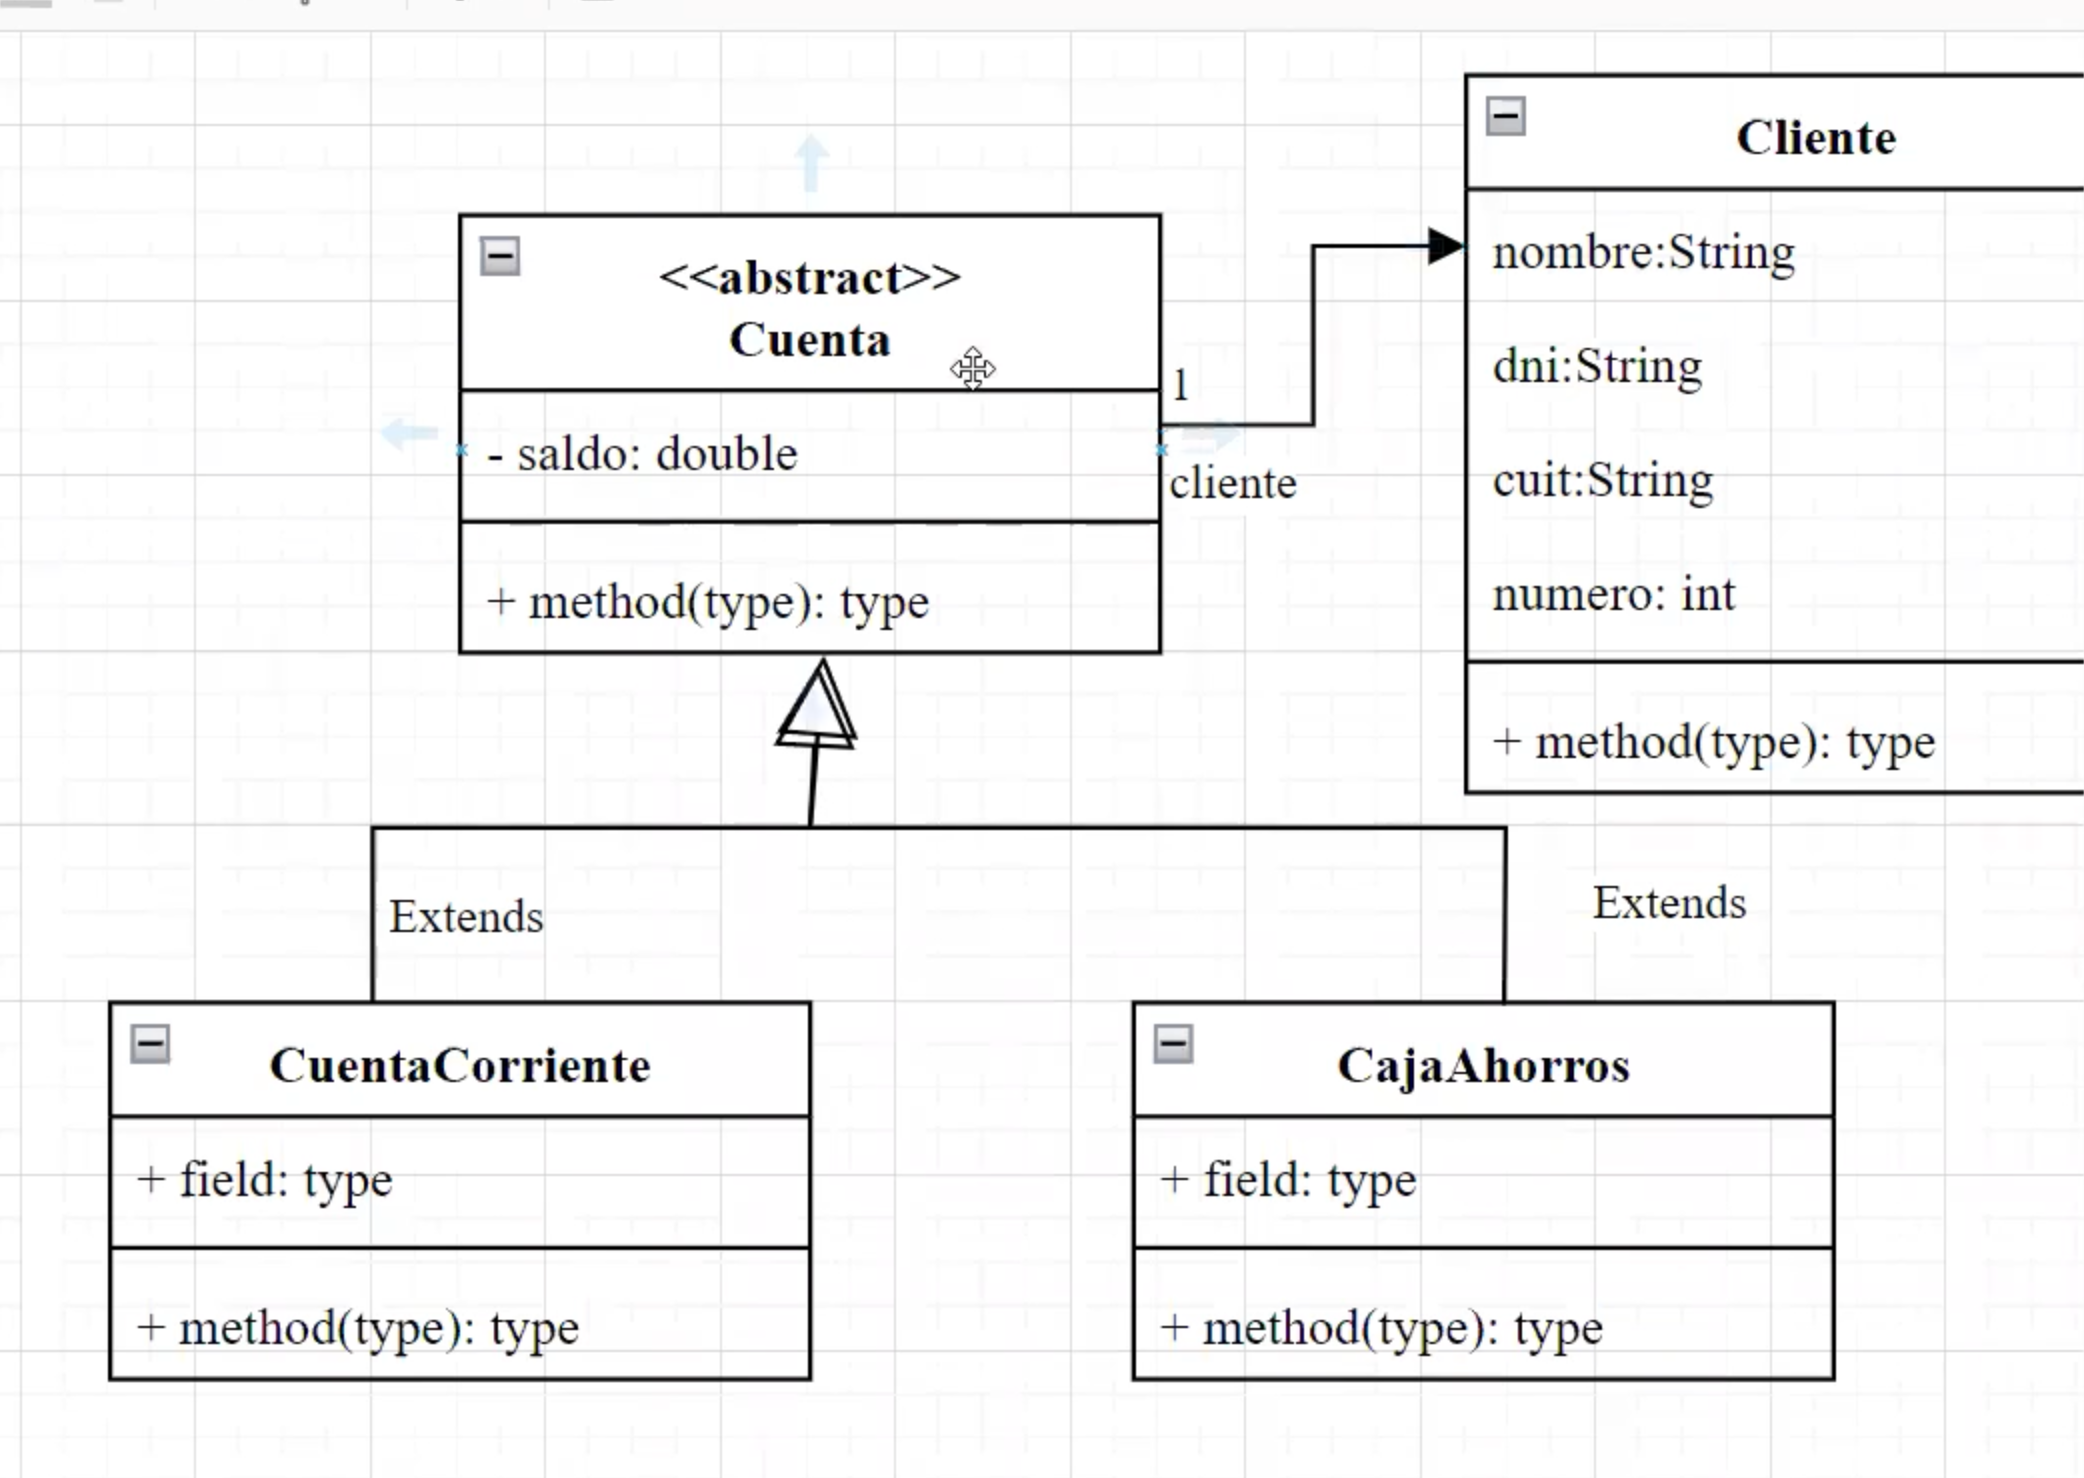 <<abstract>>
Cuenta
- saldo: double
+ method(type): type
1
cliente
Cliente
nombre:String
dni:String
cuit:String
numero: int
+ method(type): type
Extends
Extends
CuentaCorriente
+ field: type
+ method(type): type
CajaAhorros
+ field: type
+ method(type): type